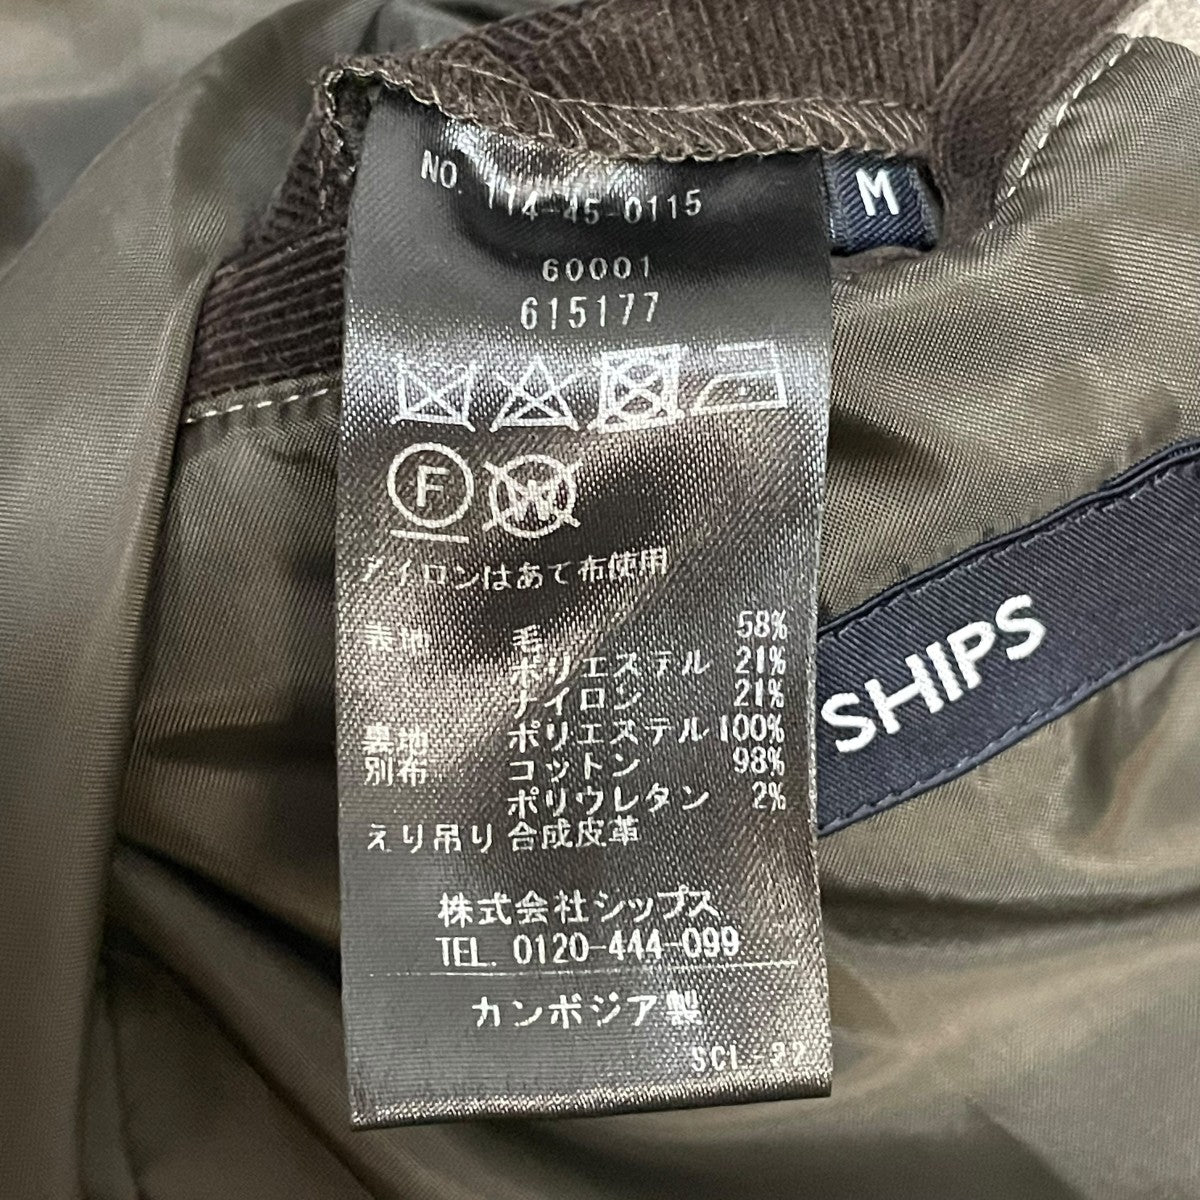 NO. 114-45-0115
M
60001
615177
F
W
アイロンはあて布使用
表地 毛 58%
ポリエステル 21%
ナイロン 21%
裏地 ポリエステル 100%
別布 コットン 98%
ポリウレタン 2%
えり吊り 合成皮革
株式会社シップス
TEL. 0120-444-099
カンボジア製
SCI-22
SHIPS